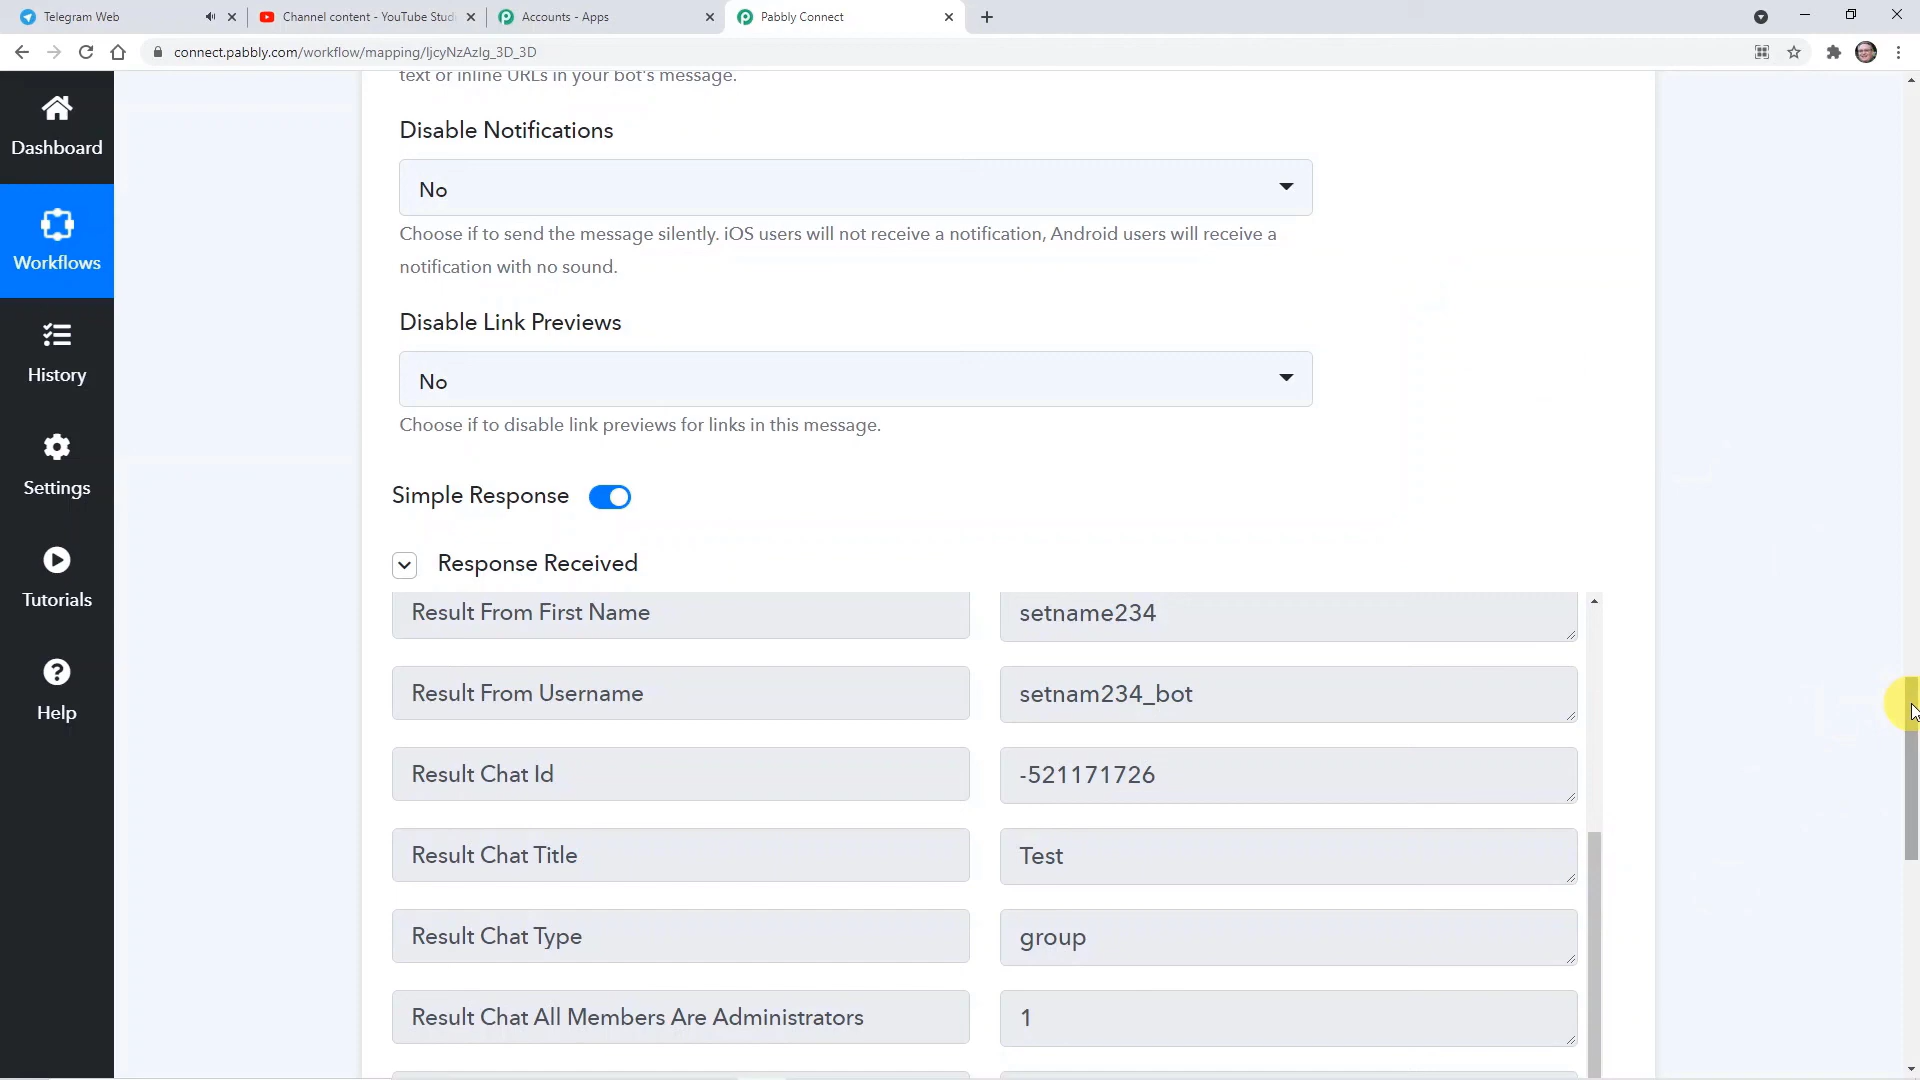 Telegram Web
Channel content - YouTube Stud
Accounts - Apps
Pabbly Connect
connect.pabbly.com/workflow/mapping/IjcyNzAzIg_3D_3D
text or inline URLs in your bot's message.
Dashboard
Workflows
History
Settings
Tutorials
Help
Disable Notifications
No
Choose if to send the message silently. iOS users will not receive a notification, Android users will receive a
notification with no sound.
Disable Link Previews
No
Choose if to disable link previews for links in this message.
Simple Response
Response Received
Result From First Name
setname234
Result From Username
setnam234_bot
Result Chat Id
-521171726
Result Chat Title
Test
Result Chat Type
group
Result Chat All Members Are Administrators
1